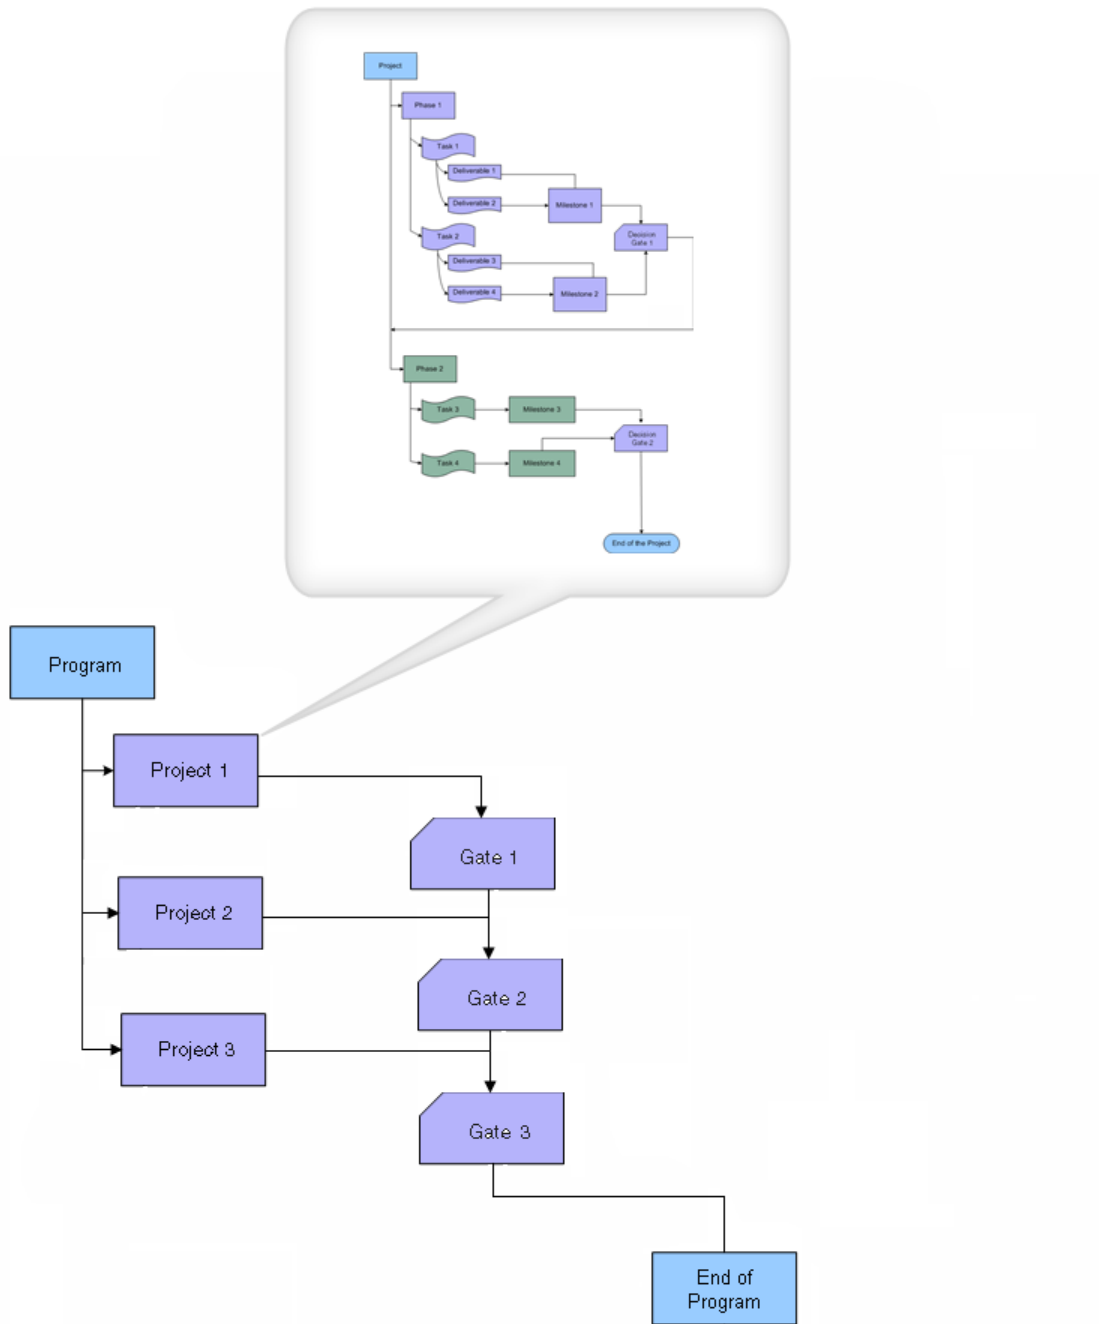 Project
Phase 1
Task 1
Deliverable 1
Deliverable 2
Milestone 1
Decision
Gate 1
Task 2
Deliverable 3
Deliverable 4
Milestone 2
Phase 2
Task 3
Milestone 3
Decision
Gate 2
Task 4
Milestone 4
End of the Project
Program
Project 1
Gate 1
Project 2
Gate 2
Project 3
Gate 3
End of
Program